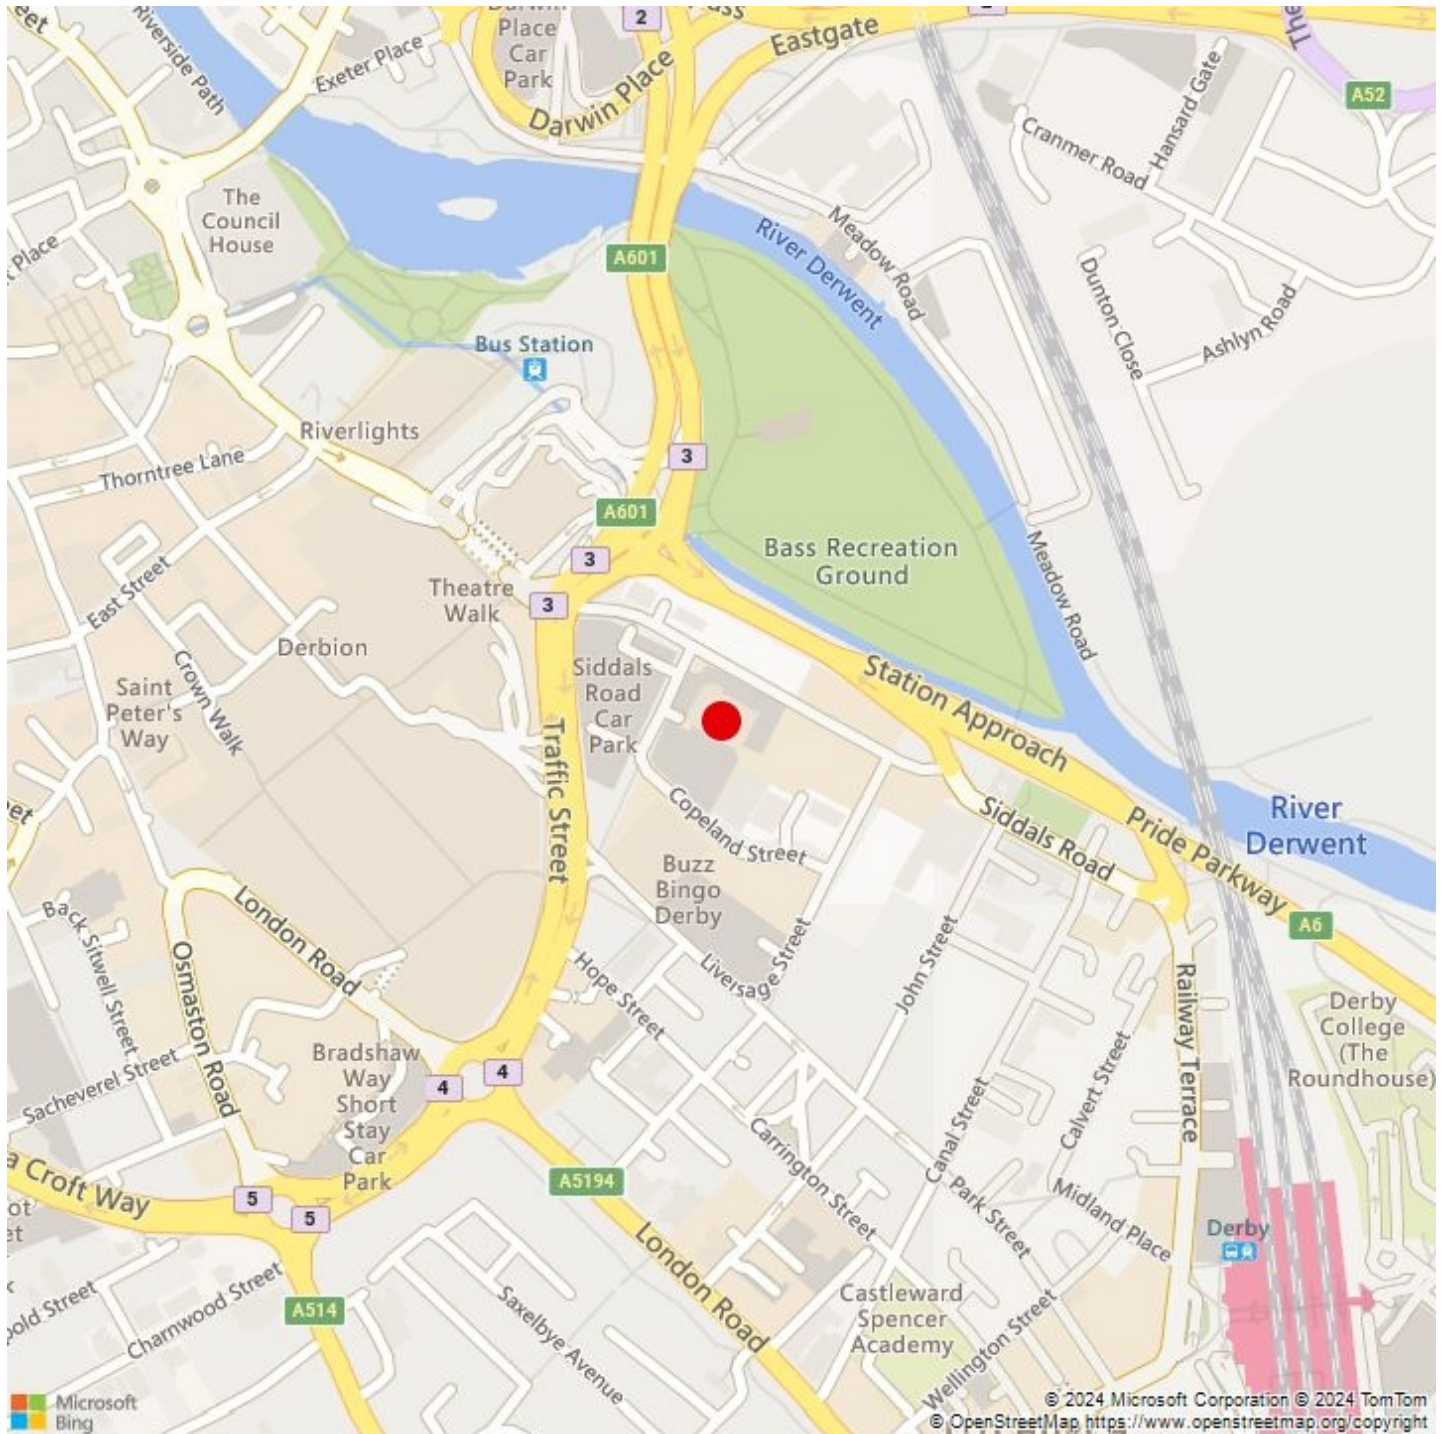 Riverside Path
Exeter Place
Darwin
Place
Car
Park
2
Eastgate
Darwin Place
A52
Hansard Gate
Cranmer Road
The
Council
House
A601
River Derwent
Meadow Road
Dunton Close
Ashlyn Road
Bus Station
Riverlights
Thorntree Lane
3
A601
3
Bass Recreation
Ground
Meadow Road
Theatre
Walk
3
East Street
Derbion
Crown Walk
Saint
Peter's
Way
Siddals
Road
Car
Park
Station Approach
Traffic Street
Copeland Street
Siddals Road
Pride Parkway
River
Derwent
Buzz
Bingo
Derby
A6
Back Sitwell Street
London Road
Osmaston Road
Liversage Street
John Street
Hope Street
Railway Terrace
Derby
College
(The
Roundhouse)
Sacheverel Street
Bradshaw
Way
Short
Stay
Car
Park
4
4
Carrington Street
Canal Street
Calvert Street
Park Street
Midland Place
Croft Way
5
5
A5194
London Road
Derby
Charnwood Street
A514
Saxelbye Avenue
Castleward
Spencer
Academy
Wellington Street
Microsoft
Bing
© 2024 Microsoft Corporation © 2024 TomTom
© OpenStreetMap https://www.openstreetmap.org/copyright